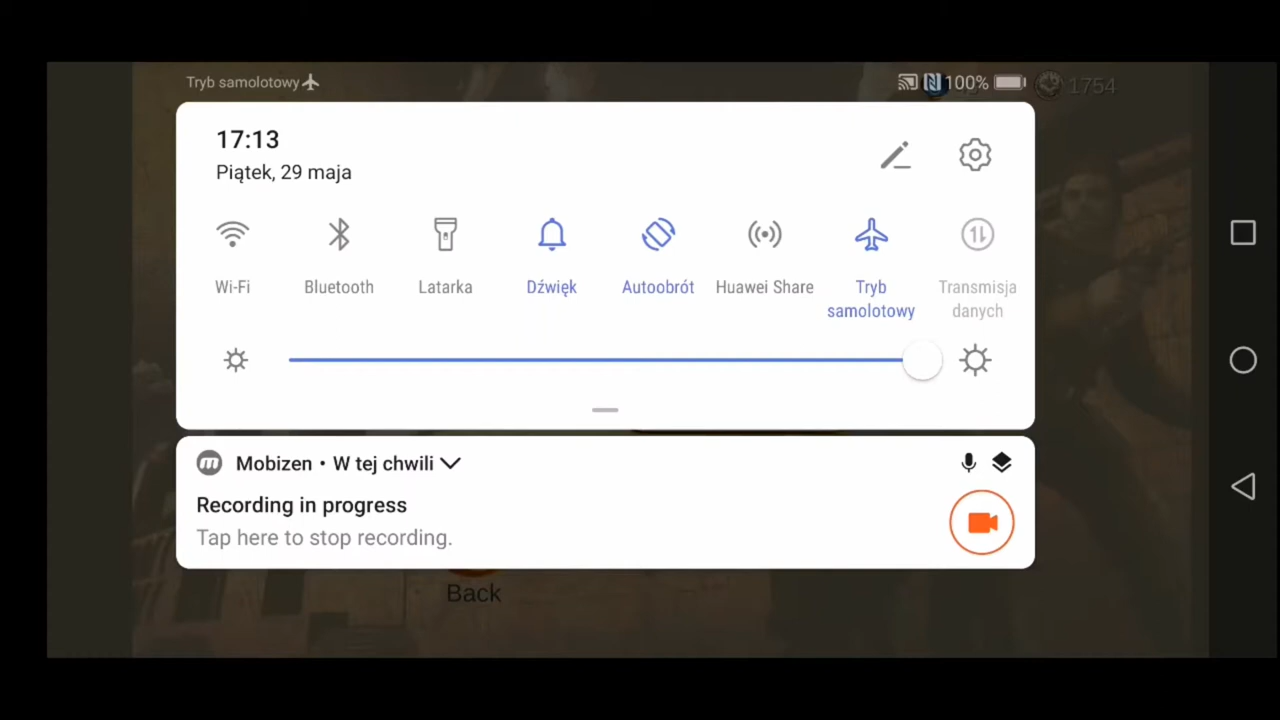 Tryb samolotowy
100%
1754
17:13
Piątek, 29 maja
Wi-Fi
Bluetooth
Latarka
Dźwięk
Autoobrót
Huawei Share
Tryb
samolotowy
Transmisja
danych
Mobizen • W tej chwili
Recording in progress
Tap here to stop recording.
Back